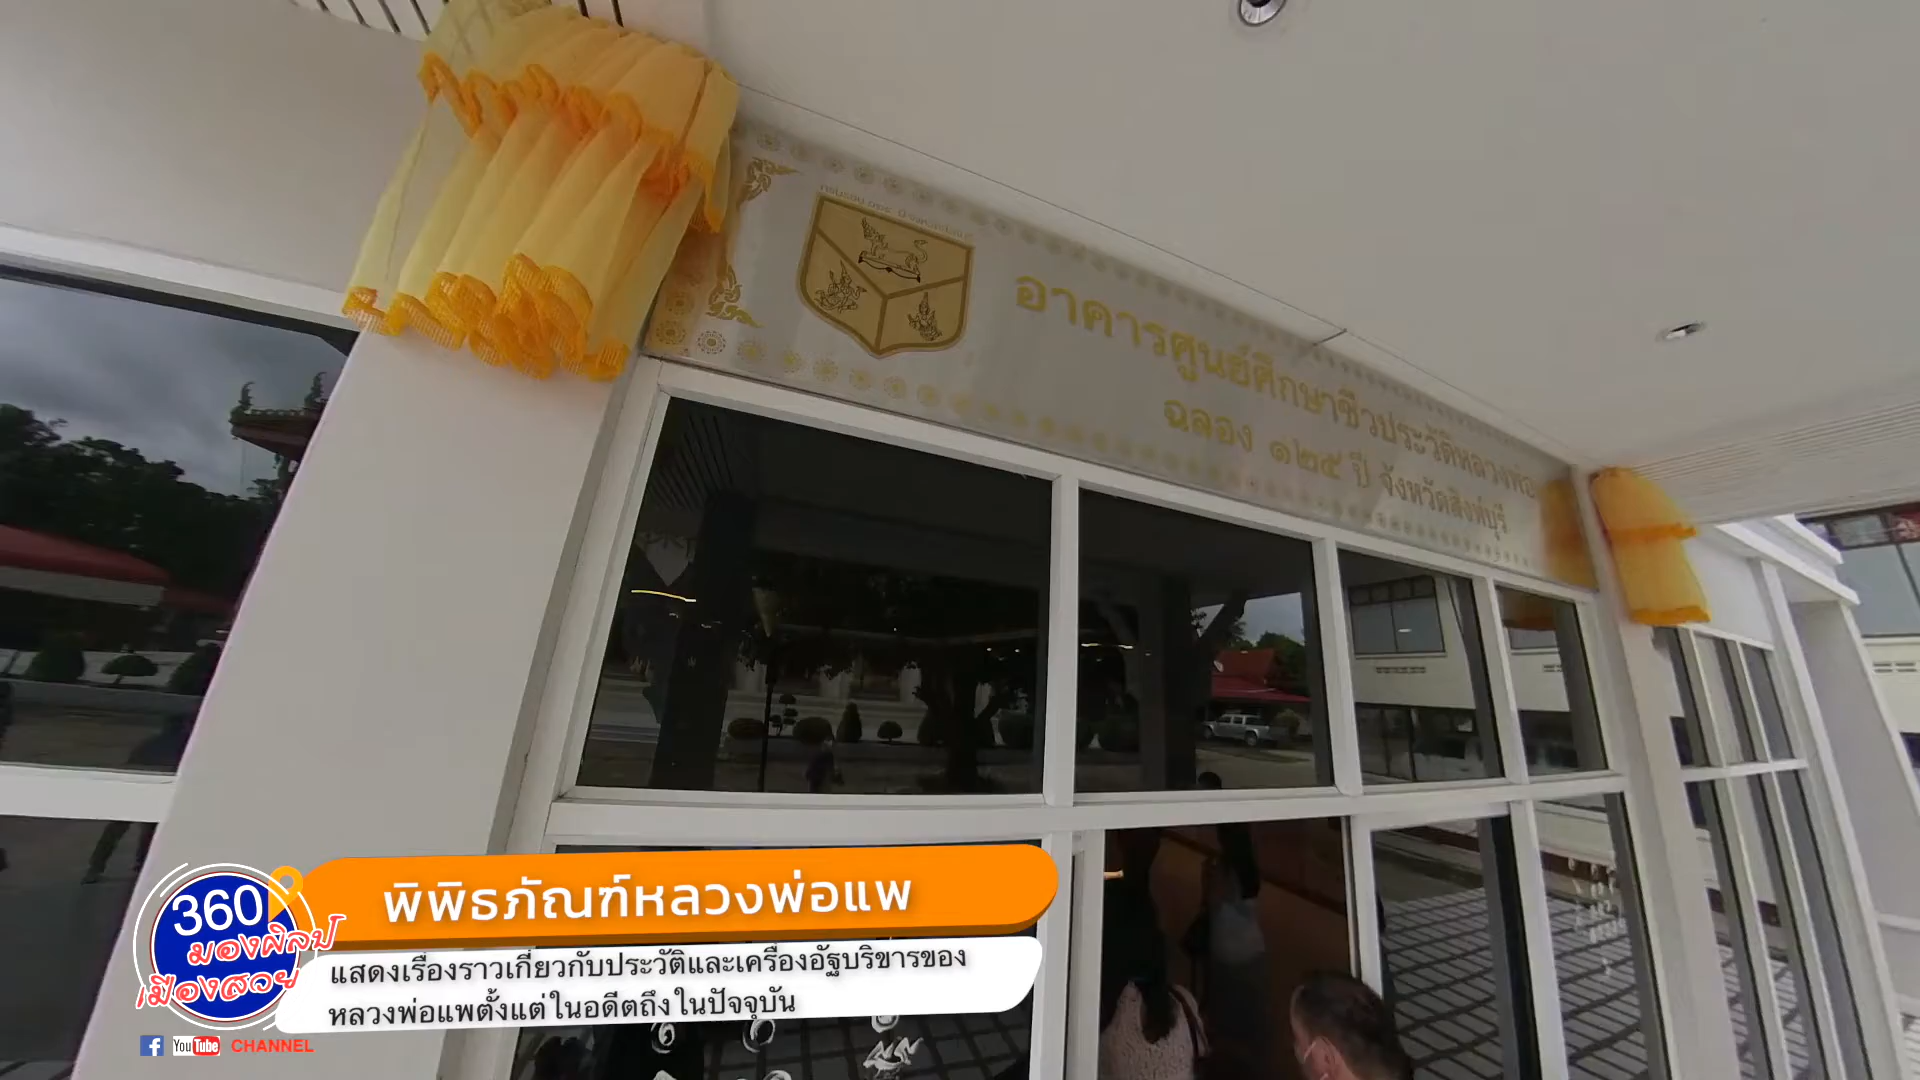 อาคารศูนย์ศึกษาชีวประวัติหลวงพ่อ
ฉลอง ๑๒๕ ปี จังหวัดสิงห์บุรี
พิพิธภัณฑ์หลวงพ่อแพ
แสดงเรื่องราวเกี่ยวกับประวัติและเครื่องอัฐบริขารของ
หลวงพ่อแพตั้งแต่ในอดีตถึงในปัจจุบัน
360
มองศิลป์
เมืองสวย
YouTube CHANNEL